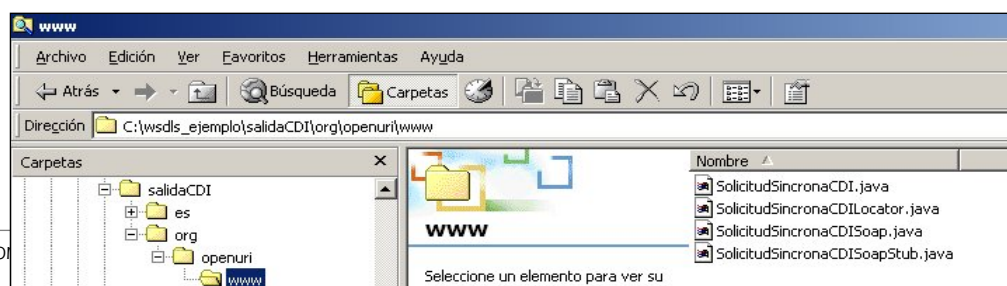 www
Archivo Edición Ver Favoritos Herramientas Ayuda
Atrás Búsqueda Carpetas
Dirección C:\wsdls_ejemplo\salidaCDI\org\openuri\www
Carpetas
salidaCDI
es
org
openuri
www
www
Seleccione un elemento para ver su
Nombre
SolicitudSincronaCDI.java
SolicitudSincronaCDILocator.java
SolicitudSincronaCDISoap.java
SolicitudSincronaCDISoapStub.java